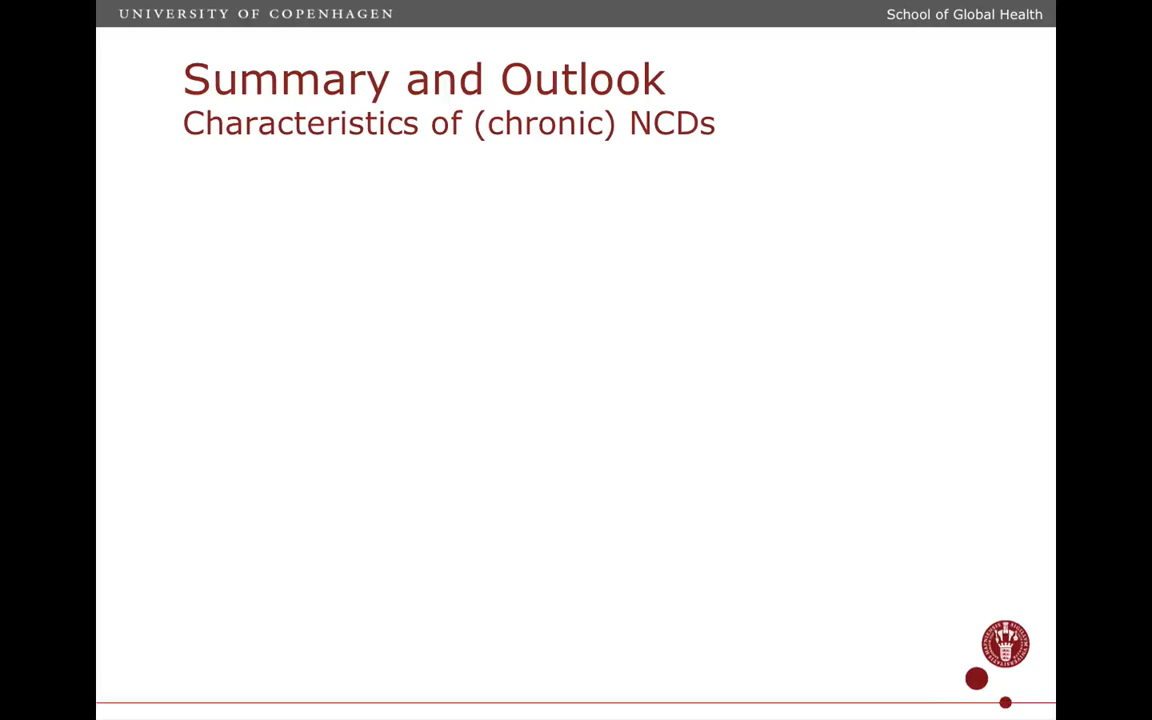 UNIVERSITY OF COPENHAGEN
School of Global Health
Summary and Outlook
Characteristics of (chronic) NCDs